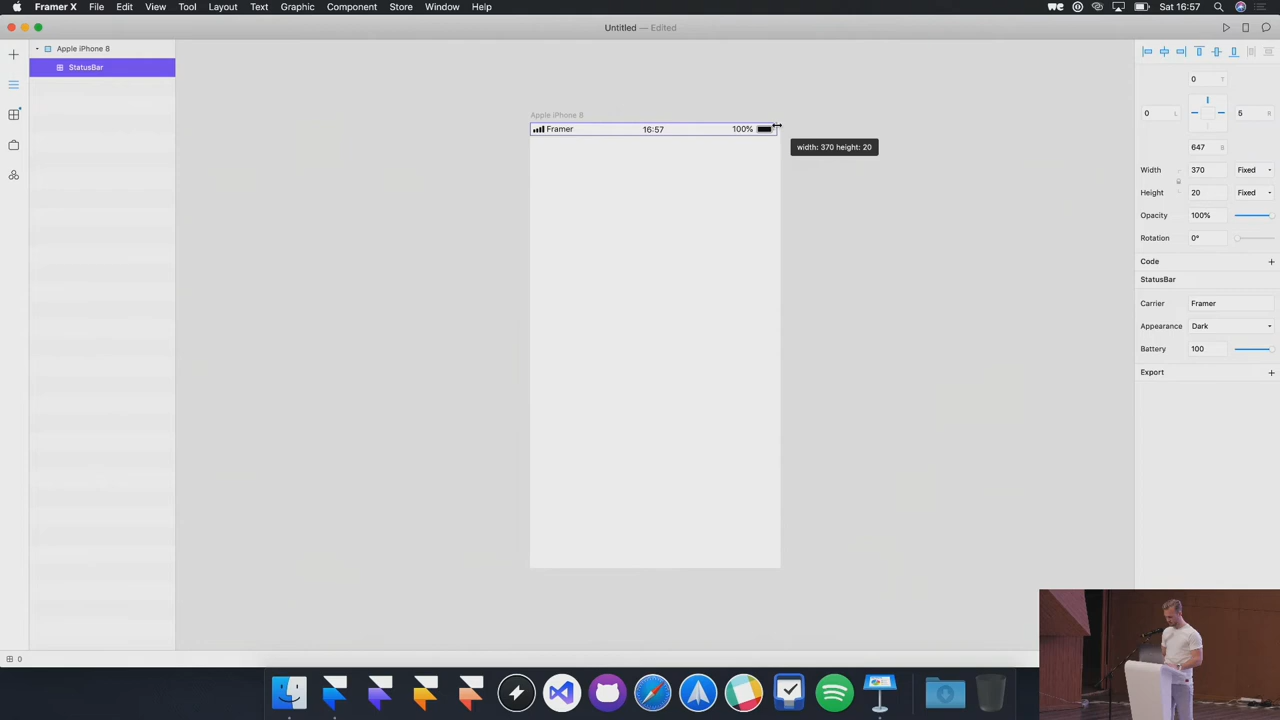 Framer X File Edit View Tool Layout Text Graphic Component Store Window Help Sat 16:57
Untitled — Edited
Apple iPhone 8
StatusBar
Apple iPhone 8
Framer 16:57 100%
width: 370 height: 20
0 T
0 L 5 R
647 B
Width 370 Fixed
Height 20 Fixed
Opacity 100%
Rotation 0°
Code
StatusBar
Carrier Framer
Appearance Dark
Battery 100
Export
0